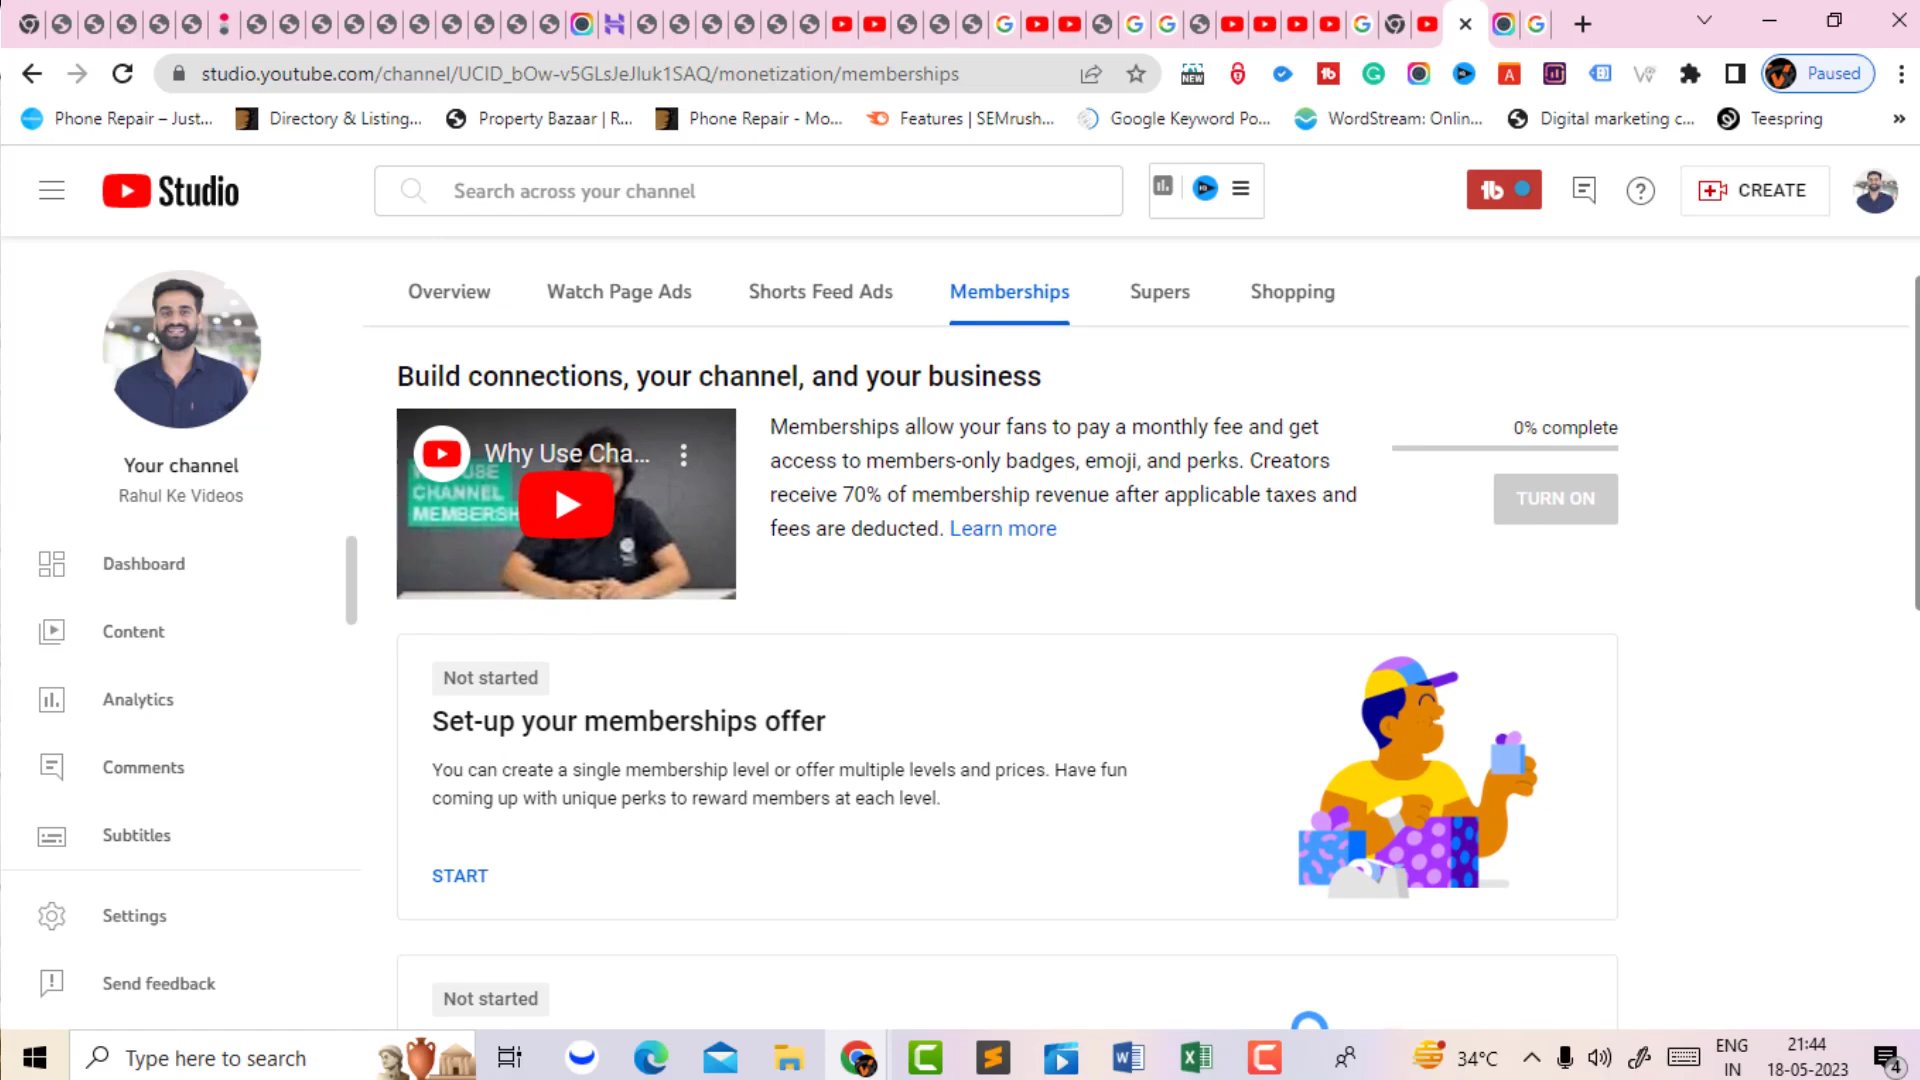 studio.youtube.com/channel/UCID_bOw-v5GLsJeJluk1SAQ/monetization/memberships
NEW
Paused
Phone Repair – Just...
Directory & Listing...
Property Bazaar | R...
Phone Repair - Mo...
Features | SEMrush...
Google Keyword Po...
WordStream: Onlin...
Digital marketing c...
Teespring
»
Studio
Search across your channel
CREATE
Your channel
Rahul Ke Videos
Dashboard
Content
Analytics
Comments
Subtitles
Settings
Send feedback
Overview
Watch Page Ads
Shorts Feed Ads
Memberships
Supers
Shopping
Build connections, your channel, and your business
Why Use Cha...
CHANNEL
Memberships allow your fans to pay a monthly fee and get
access to members-only badges, emoji, and perks. Creators
receive 70% of membership revenue after applicable taxes and
fees are deducted. Learn more
0% complete
TURN ON
Not started
Set-up your memberships offer
You can create a single membership level or offer multiple levels and prices. Have fun
coming up with unique perks to reward members at each level.
START
Not started
Type here to search
34°C
ENG
IN
21:44
18-05-2023
4